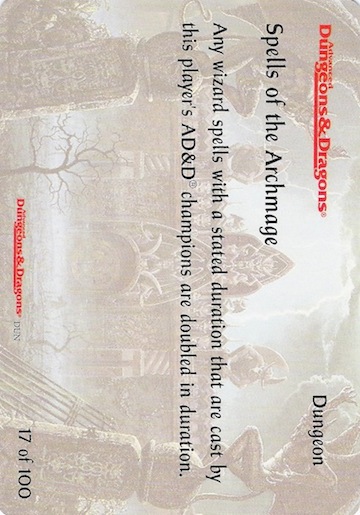 Advanced
Dungeons & Dragons®
Dungeon
Spells of the Archmage
Any wizard spells with a stated duration that are cast by
this player's AD&D® champions are doubled in duration.
Advanced
Dungeons & Dragons® DUN
17 of 100